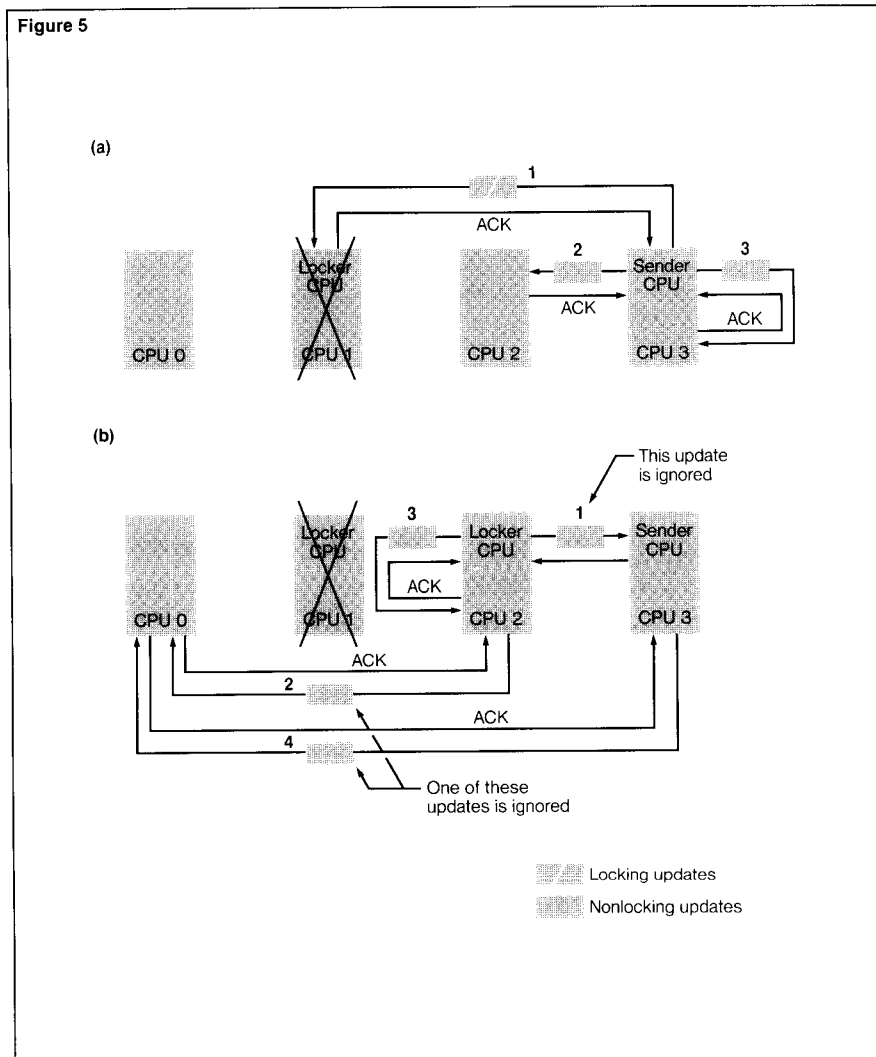 Figure 5
(a)
1
ACK
Locker
CPU
CPU 1
2
ACK
Sender
CPU
3
ACK
CPU 0
CPU 2
CPU 3
(b)
This update
is ignored
Locker
CPU
CPU 1
3
ACK
Locker
CPU
1
Sender
CPU
CPU 0
CPU 2
CPU 3
ACK
2
ACK
4
One of these
updates is ignored
Locking updates
Nonlocking updates